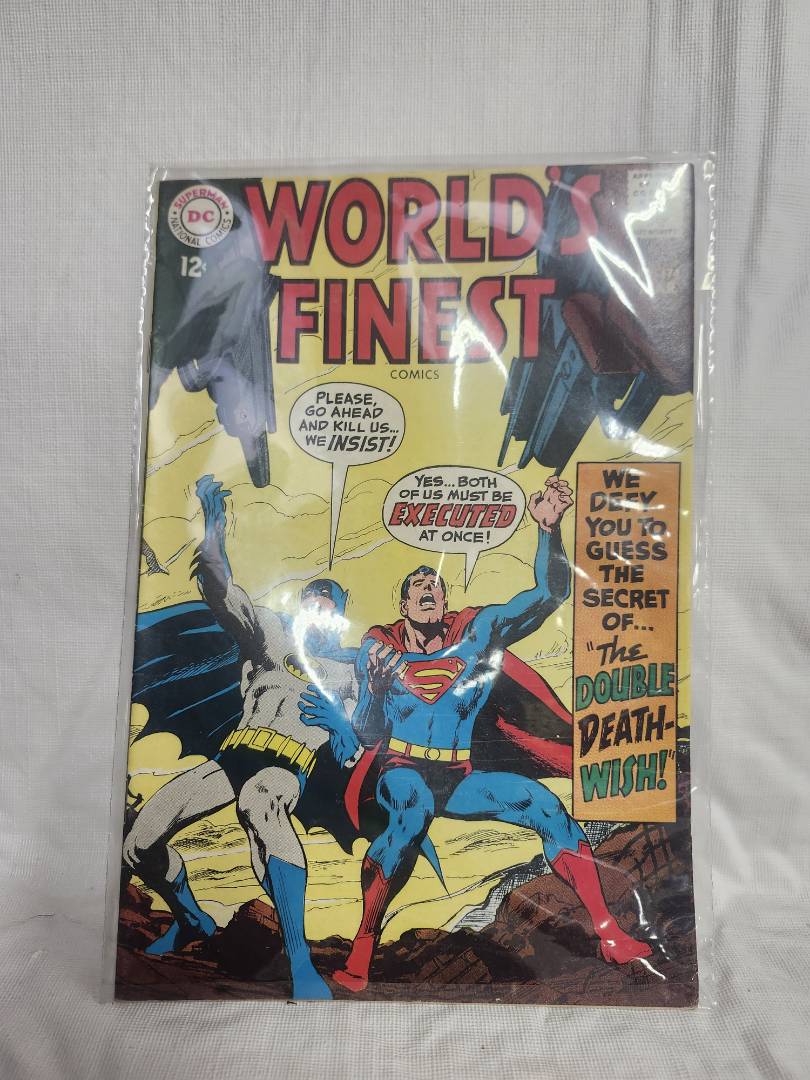 SUPERMAN
DC
NATIONAL COMICS
12¢
WORLD'S
FINEST
COMICS
PLEASE,
GO AHEAD
AND KILL US...
WE INSIST!
YES...BOTH
OF US MUST BE
EXECUTED
AT ONCE!
WE
DEFY
YOU TO
GUESS
THE
SECRET
OF...
"The
DOUBLE
DEATH-
WISH!"